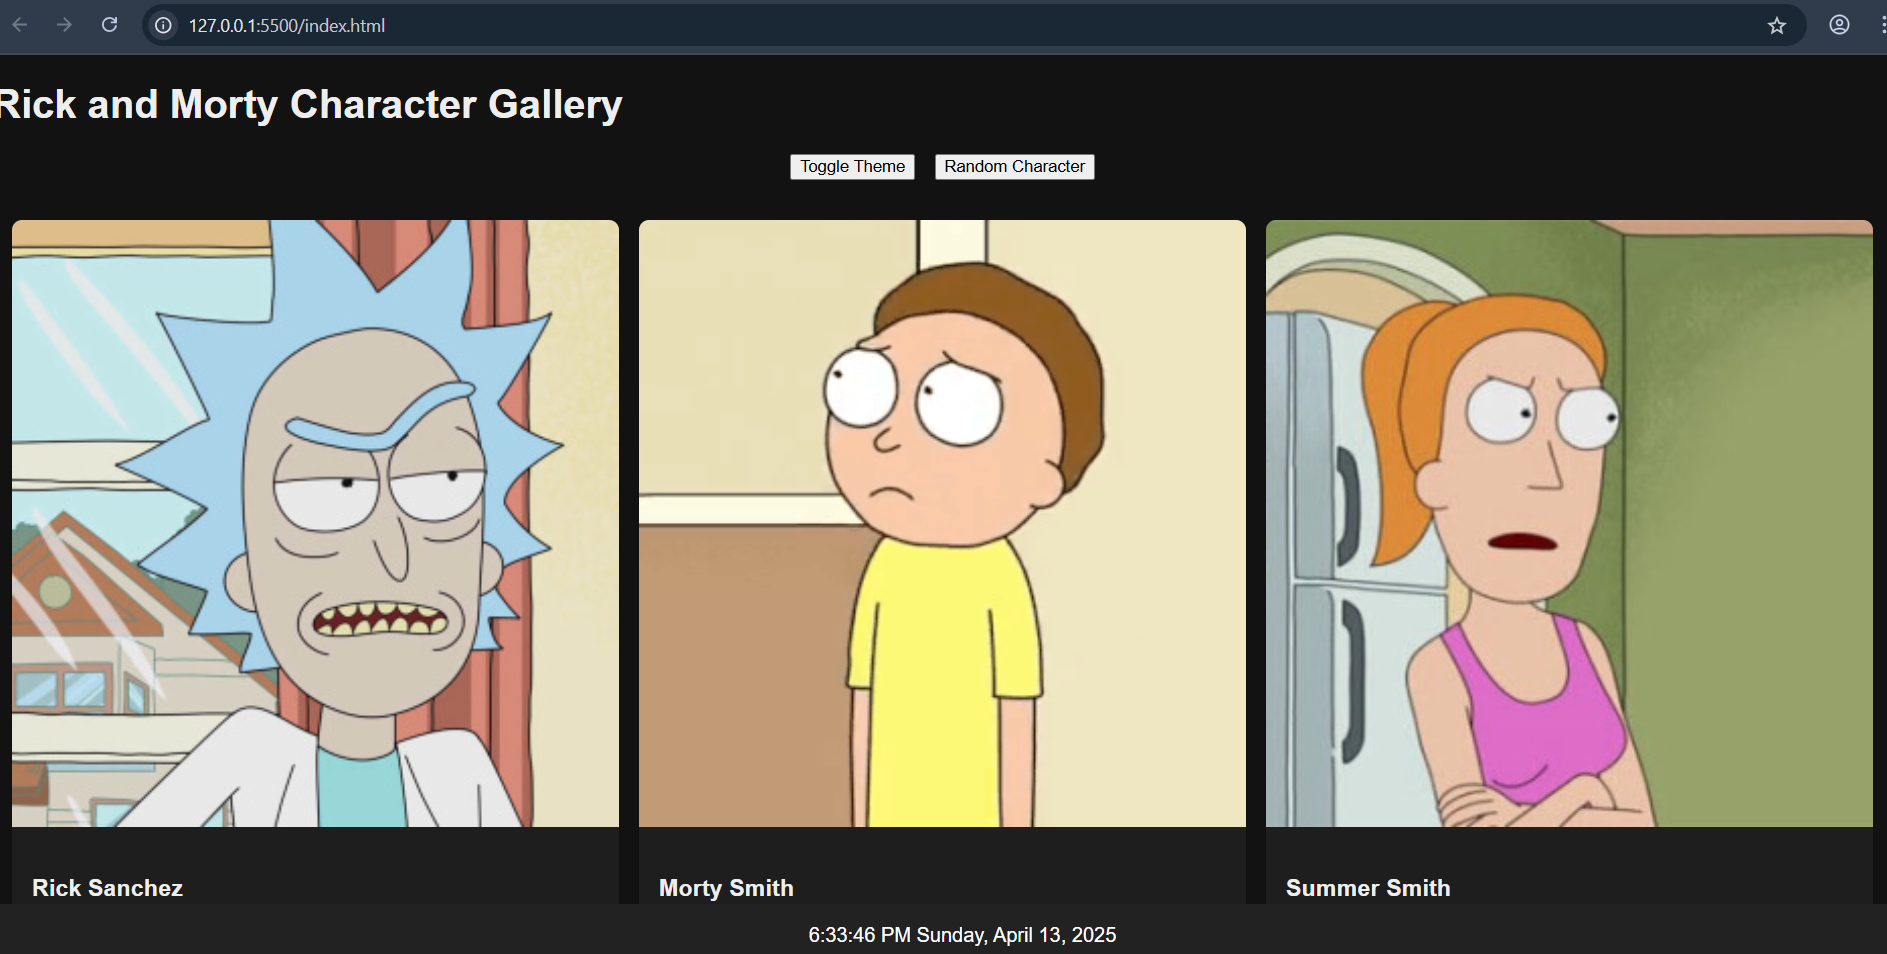 127.0.0.1:5500/index.html
Rick and Morty Character Gallery
Toggle Theme Random Character
Rick Sanchez Morty Smith Summer Smith
6:33:46 PM Sunday, April 13, 2025